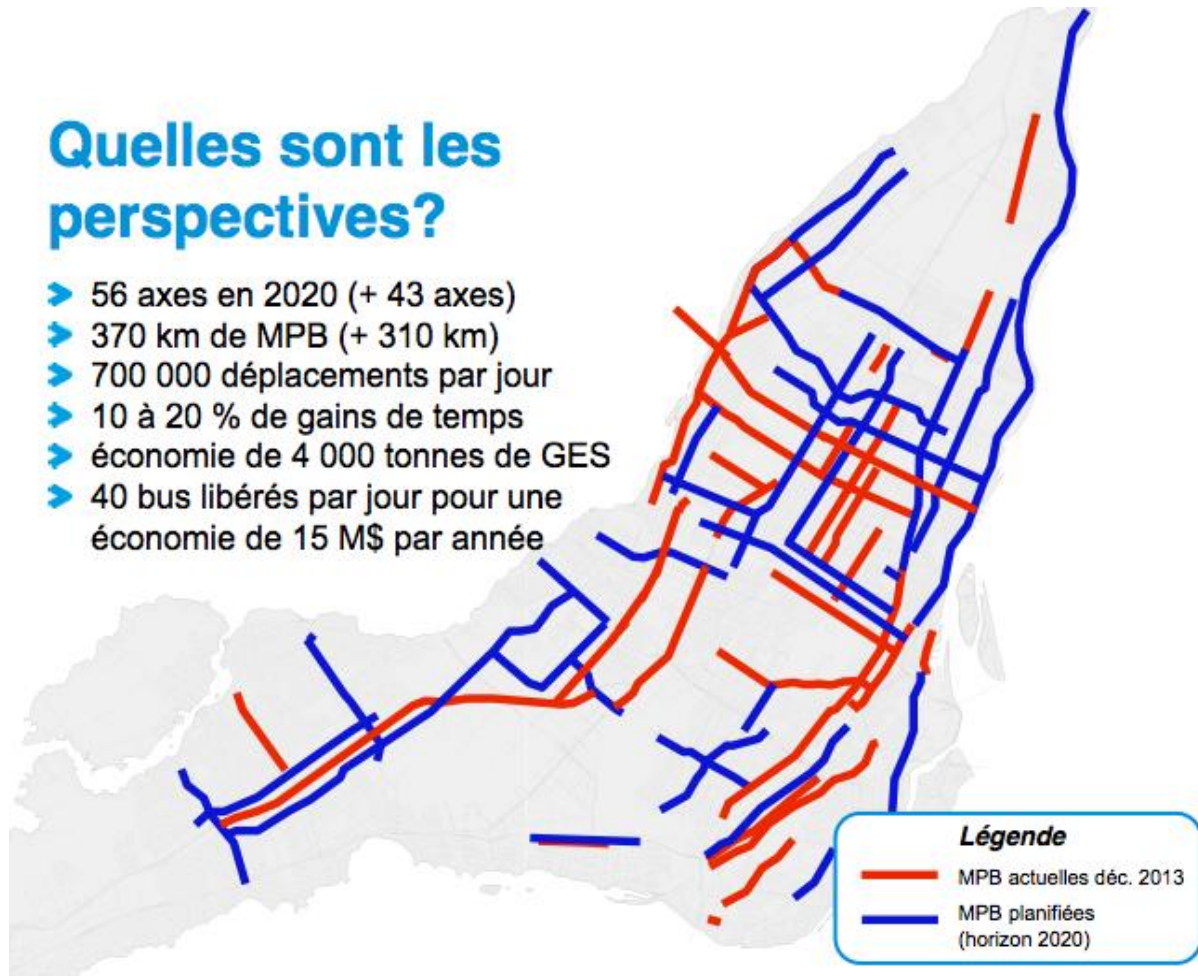 Quelles sont les
perspectives?
56 axes en 2020 (+ 43 axes)
370 km de MPB (+ 310 km)
700 000 déplacements par jour
10 à 20 % de gains de temps
économie de 4 000 tonnes de GES
40 bus libérés par jour pour une
économie de 15 M$ par année
Légende
MPB actuelles déc. 2013
MPB planifiées
(horizon 2020)